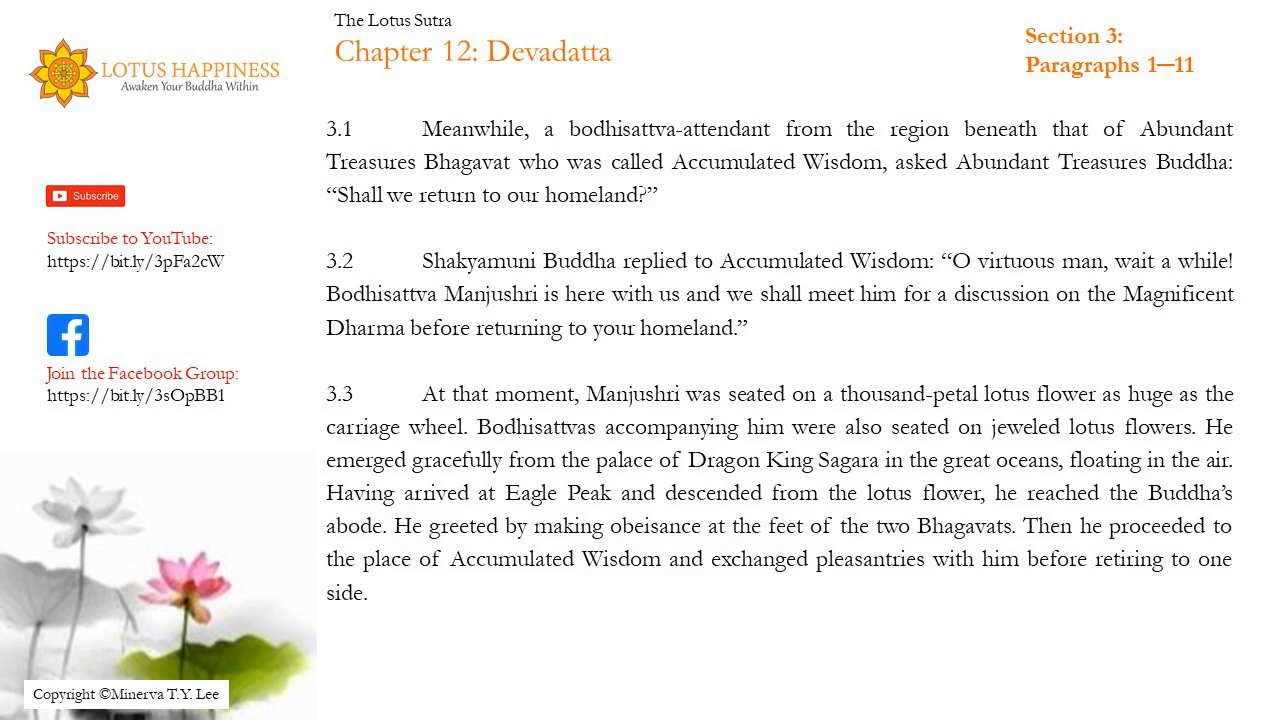 The Lotus Sutra
Chapter 12: Devadatta
Section 3:
Paragraphs 1—11
LOTUS HAPPINESS
Awaken Your Buddha Within
Subscribe
Subscribe to YouTube:
https://bit.ly/3pFa2cW
Join the Facebook Group:
https://bit.ly/3sOpBB1
3.1 Meanwhile, a bodhisattva-attendant from the region beneath that of Abundant
Treasures Bhagavat who was called Accumulated Wisdom, asked Abundant Treasures Buddha:
“Shall we return to our homeland?”
3.2 Shakyamuni Buddha replied to Accumulated Wisdom: “O virtuous man, wait a while!
Bodhisattva Manjushri is here with us and we shall meet him for a discussion on the Magnificent
Dharma before returning to your homeland.”
3.3 At that moment, Manjushri was seated on a thousand-petal lotus flower as huge as the
carriage wheel. Bodhisattvas accompanying him were also seated on jeweled lotus flowers. He
emerged gracefully from the palace of Dragon King Sagara in the great oceans, floating in the air.
Having arrived at Eagle Peak and descended from the lotus flower, he reached the Buddha’s
abode. He greeted by making obeisance at the feet of the two Bhagavats. Then he proceeded to
the place of Accumulated Wisdom and exchanged pleasantries with him before retiring to one
side.
Copyright ©Minerva T.Y. Lee